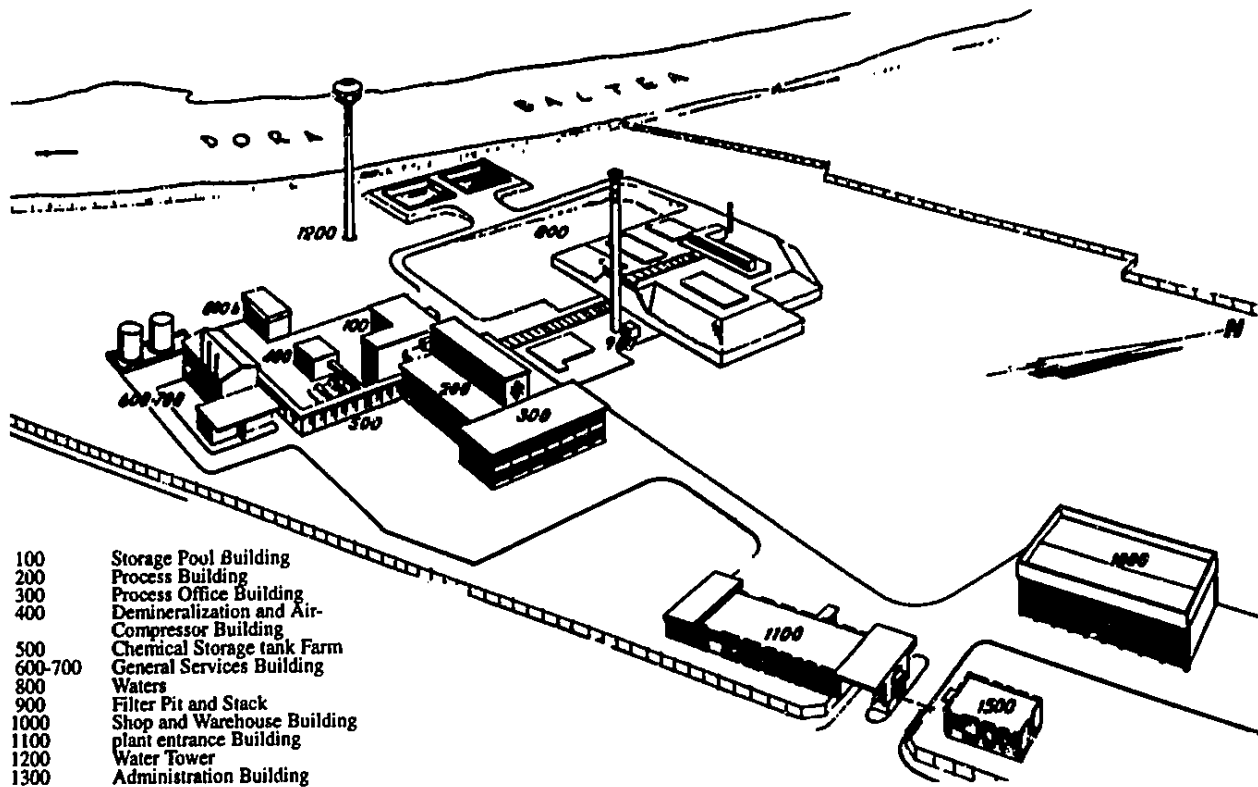 DORA BALTEA
1200
800
800 b
100
400
900
N
600-700
200
300
500
1000
1100
1300
100 Storage Pool Building
200 Process Building
300 Process Office Building
400 Demineralization and Air-
Compressor Building
500 Chemical Storage tank Farm
600-700 General Services Building
800 Waters
900 Filter Pit and Stack
1000 Shop and Warehouse Building
1100 plant entrance Building
1200 Water Tower
1300 Administration Building